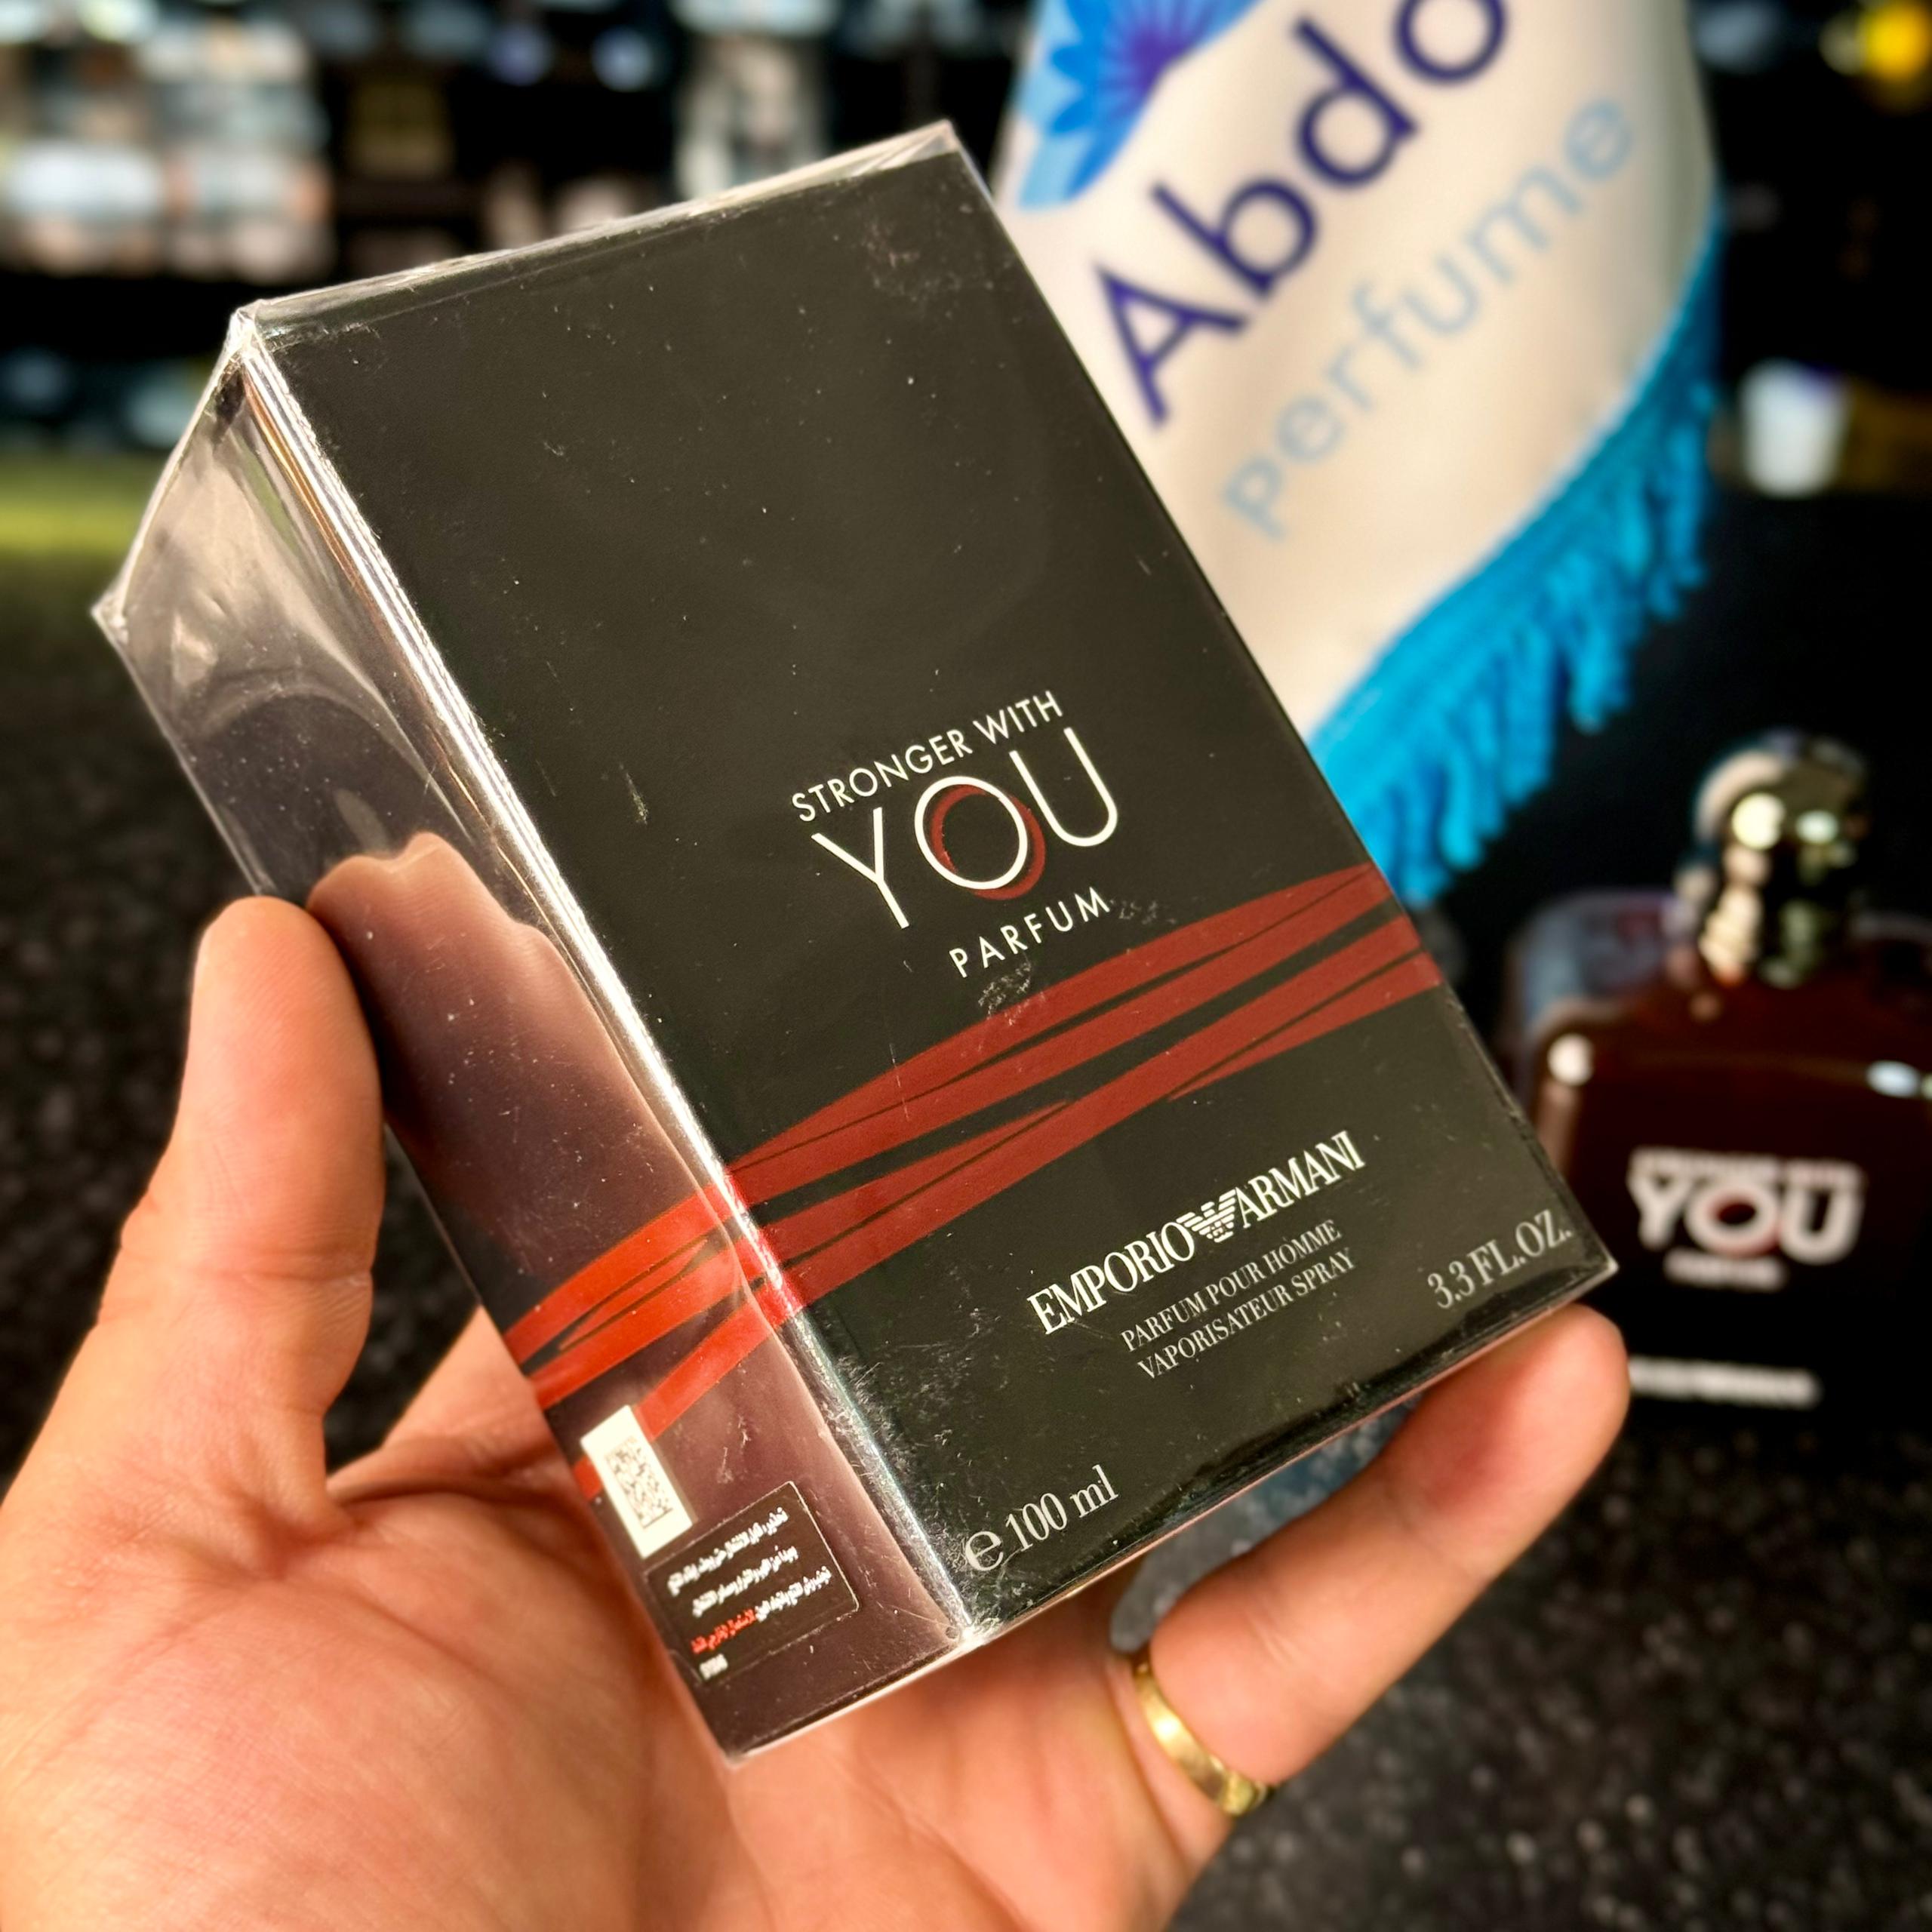 Abdo
perfume
STRONGER WITH
YOU
PARFUM
EMPORIO ARMANI
PARFUM POUR HOMME
VAPORISATEUR SPRAY
3.3 FL.OZ.
e 100 ml
YOU